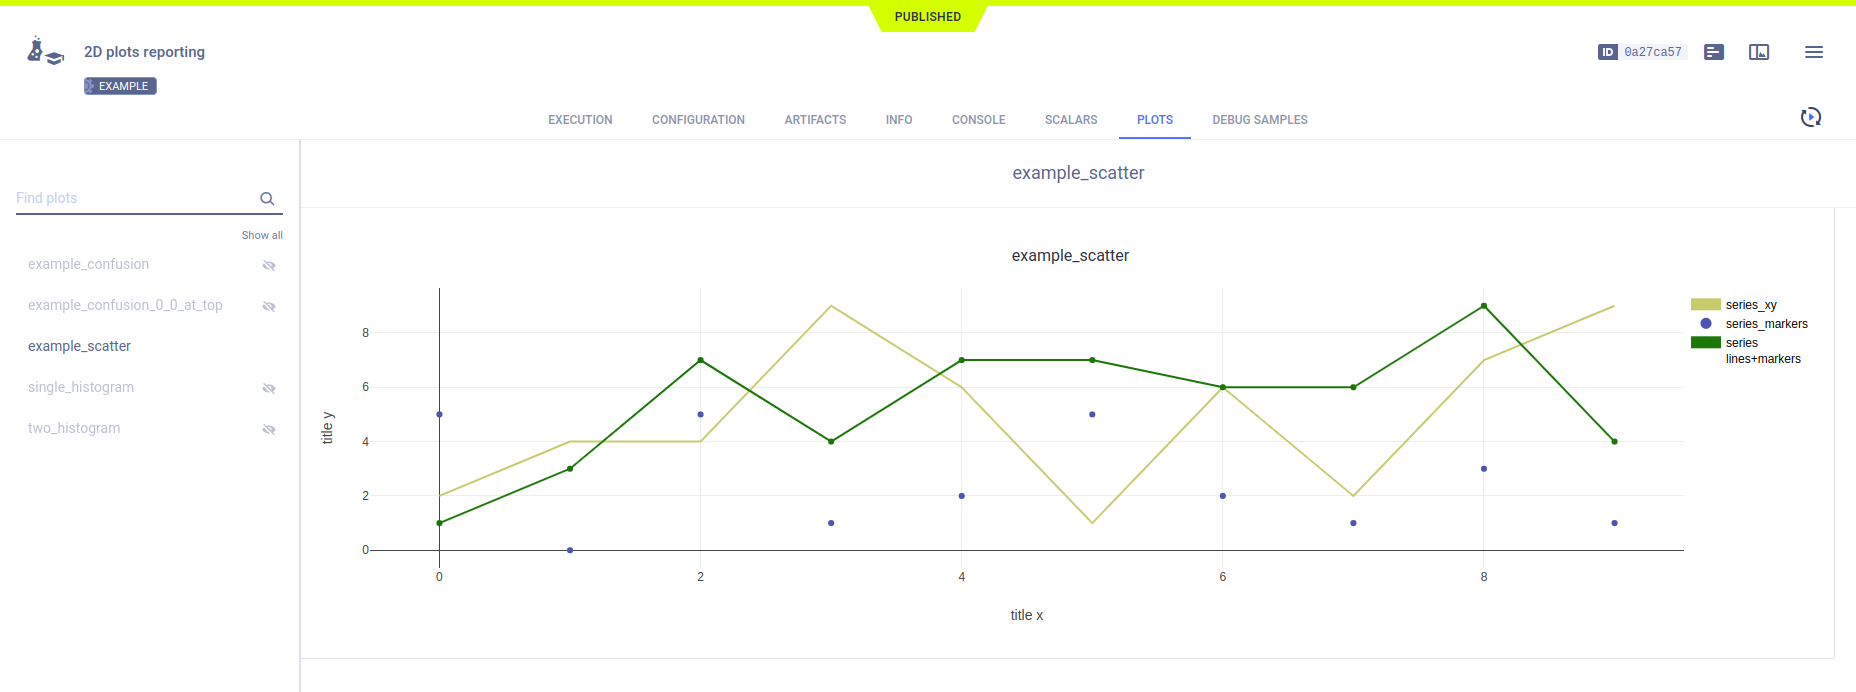 PUBLISHED
2D plots reporting
EXAMPLE
ID 0a27ca57
EXECUTION CONFIGURATION ARTIFACTS INFO CONSOLE SCALARS PLOTS DEBUG SAMPLES
Find plots
Show all
example_confusion
example_confusion_0_0_at_top
example_scatter
single_histogram
two_histogram
example_scatter
example_scatter
series_xy
series_markers
series
lines+markers
title y
8
6
4
2
0
0 2 4 6 8
title x